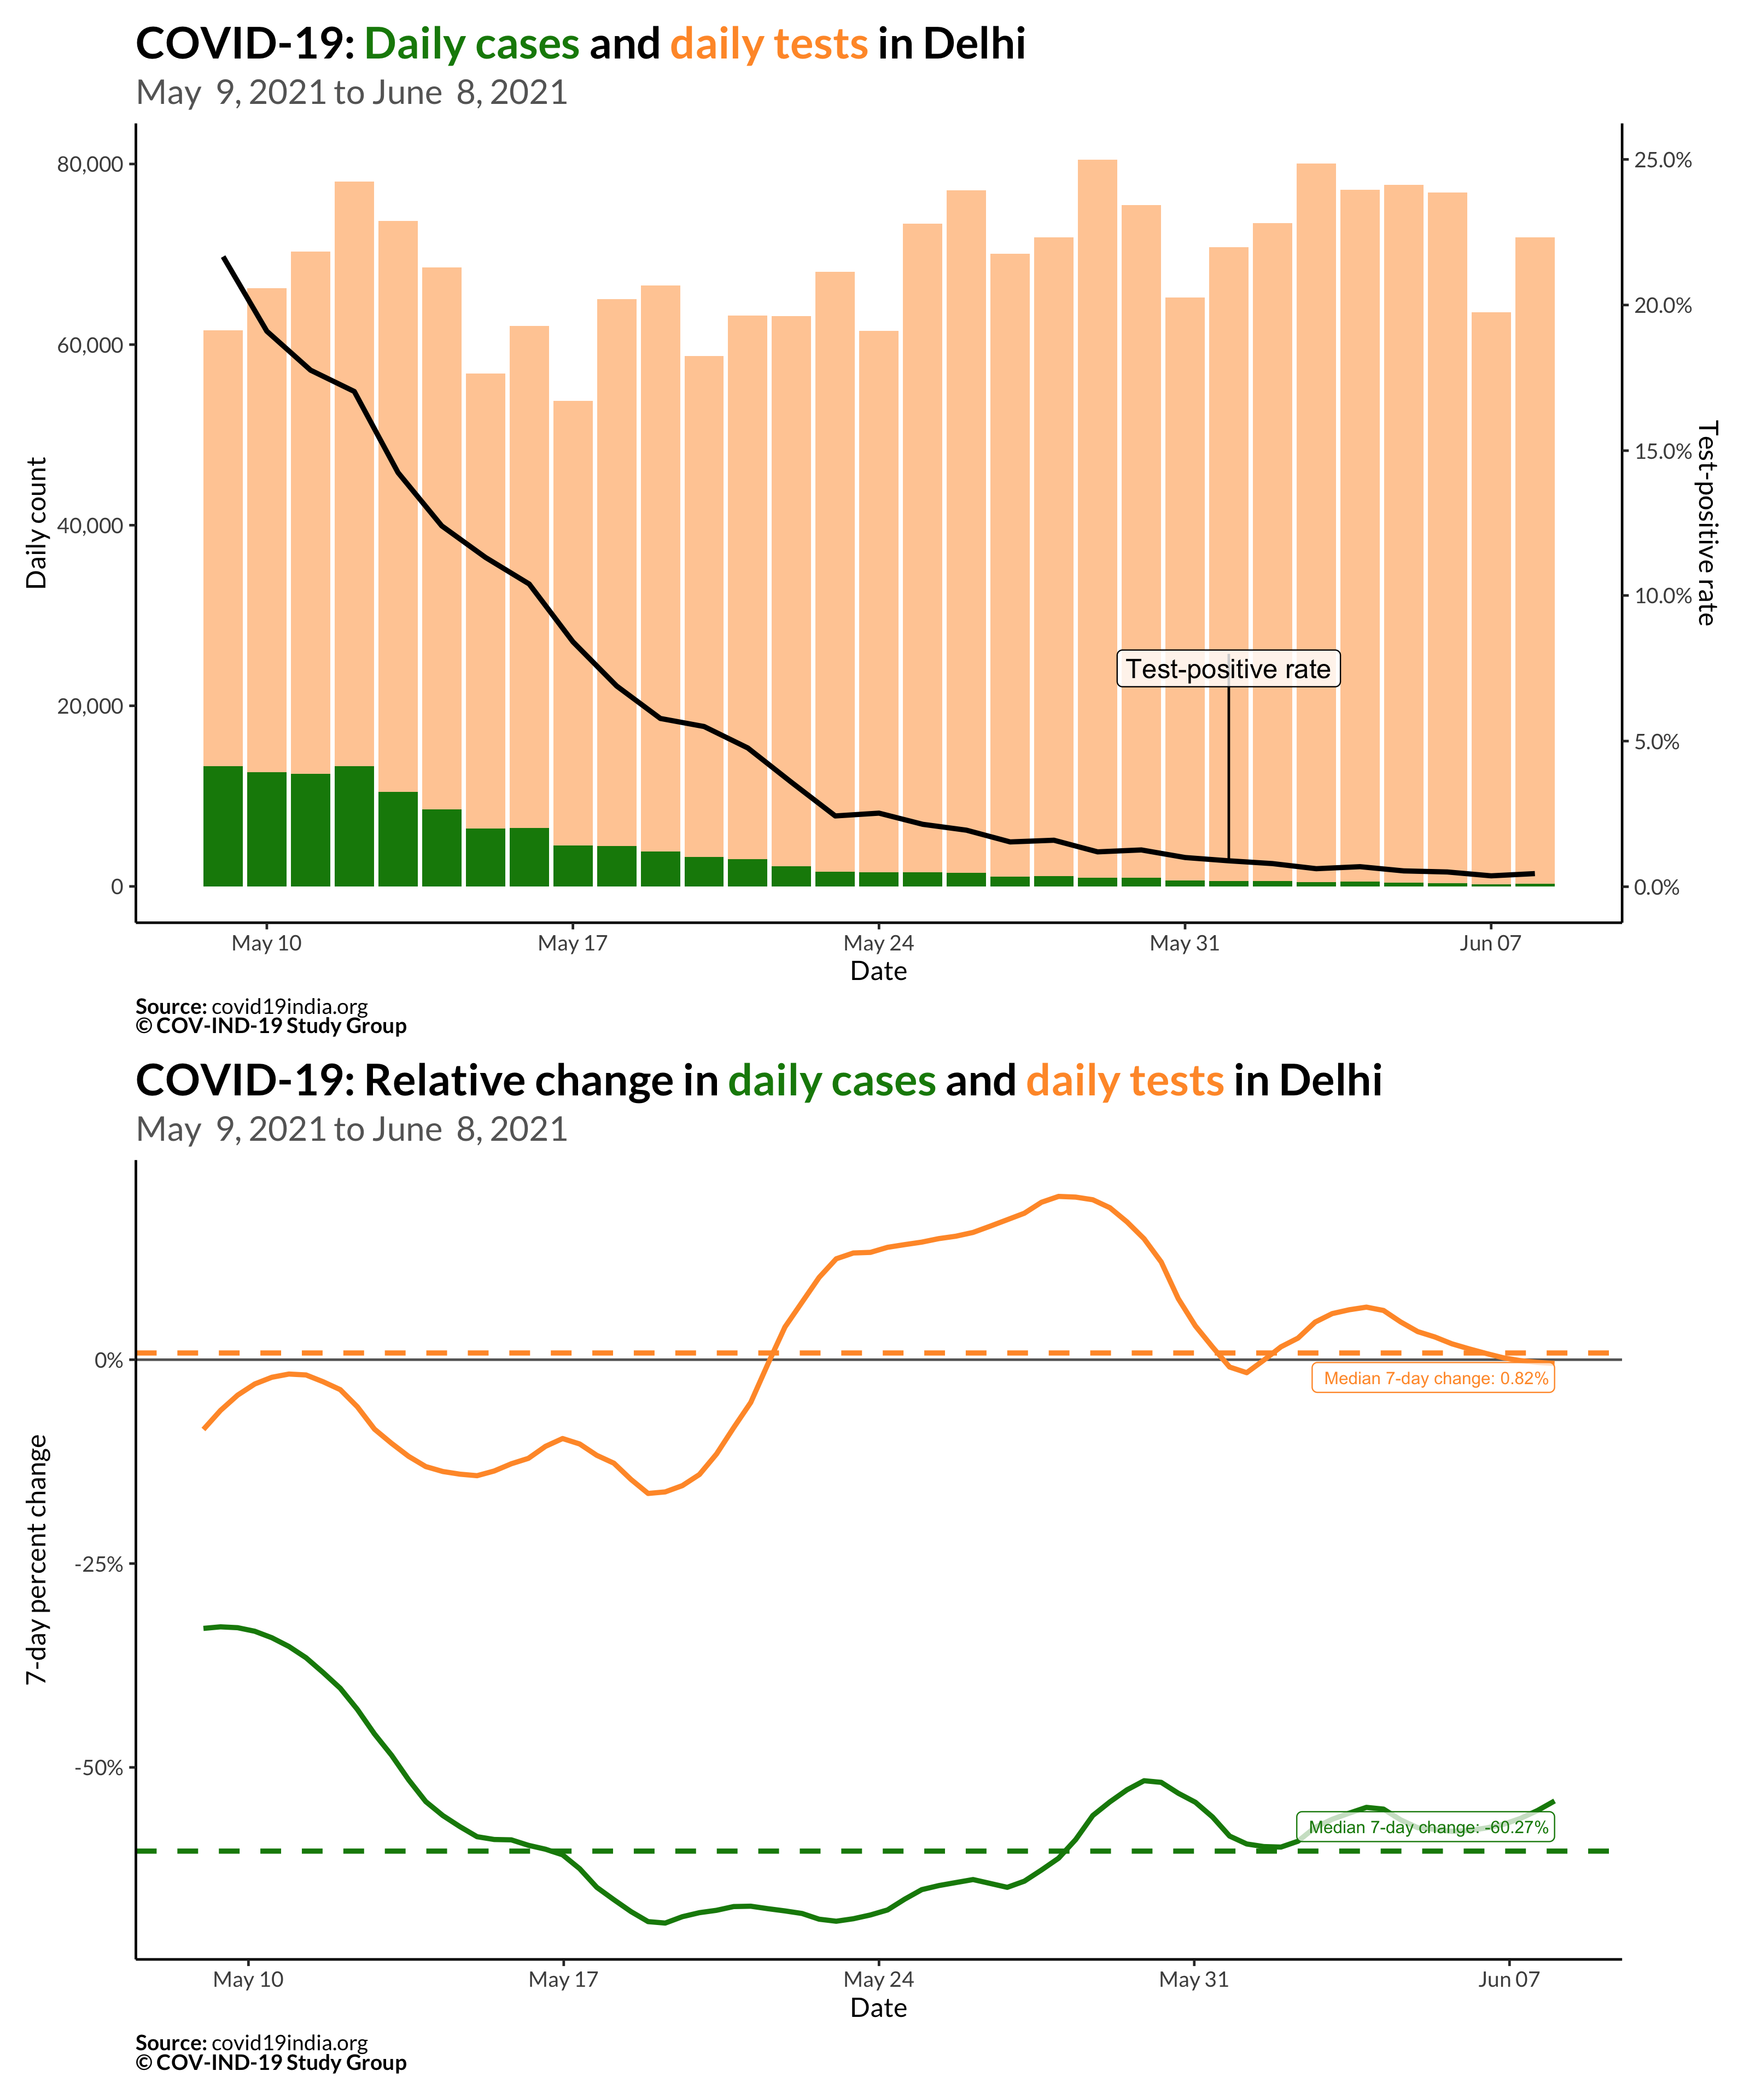 COVID-19: Daily cases and daily tests in Delhi
May 9, 2021 to June 8, 2021
80,000
60,000
40,000
20,000
0
Daily count
25.0%
20.0%
15.0%
10.0%
5.0%
0.0%
Test-positive rate
Test-positive rate
May 10
May 17
May 24
May 31
Jun 07
Date
Source: covid19india.org
© COV-IND-19 Study Group
COVID-19: Relative change in daily cases and daily tests in Delhi
May 9, 2021 to June 8, 2021
0%
-25%
-50%
7-day percent change
Median 7-day change: 0.82%
Median 7-day change: -60.27%
May 10
May 17
May 24
May 31
Jun 07
Date
Source: covid19india.org
© COV-IND-19 Study Group